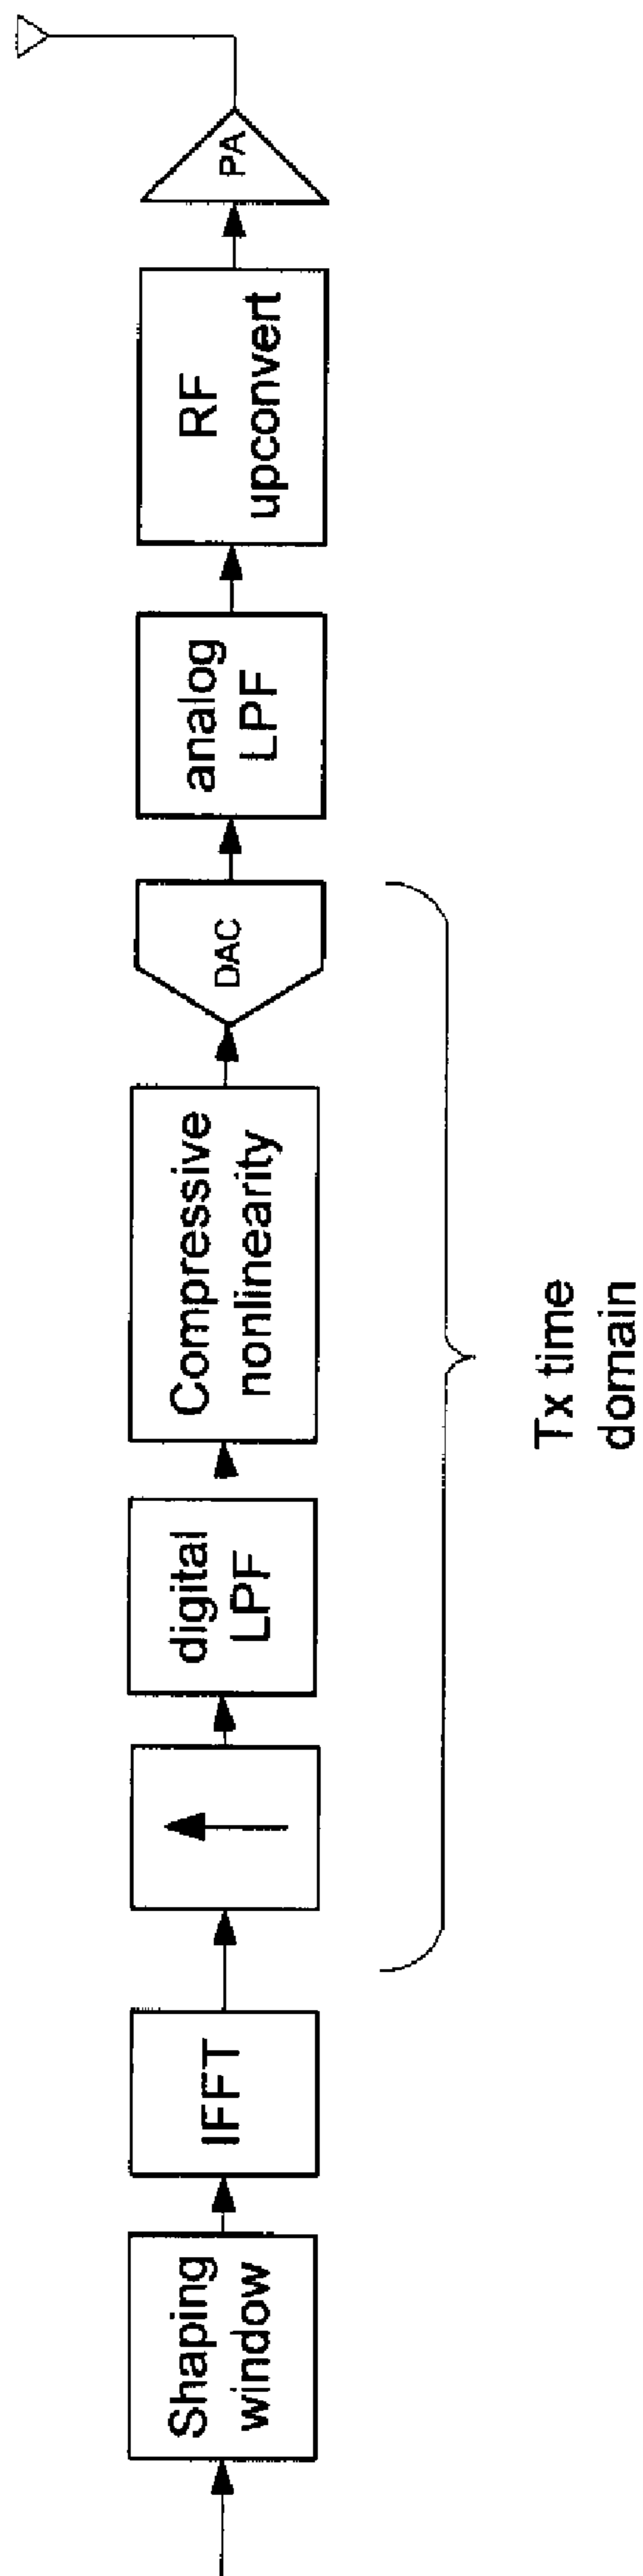 Shaping
window
IFFT
digital
LPF
Compressive
nonlinearity
DAC
analog
LPF
RF
upconvert
PA
Tx time
domain